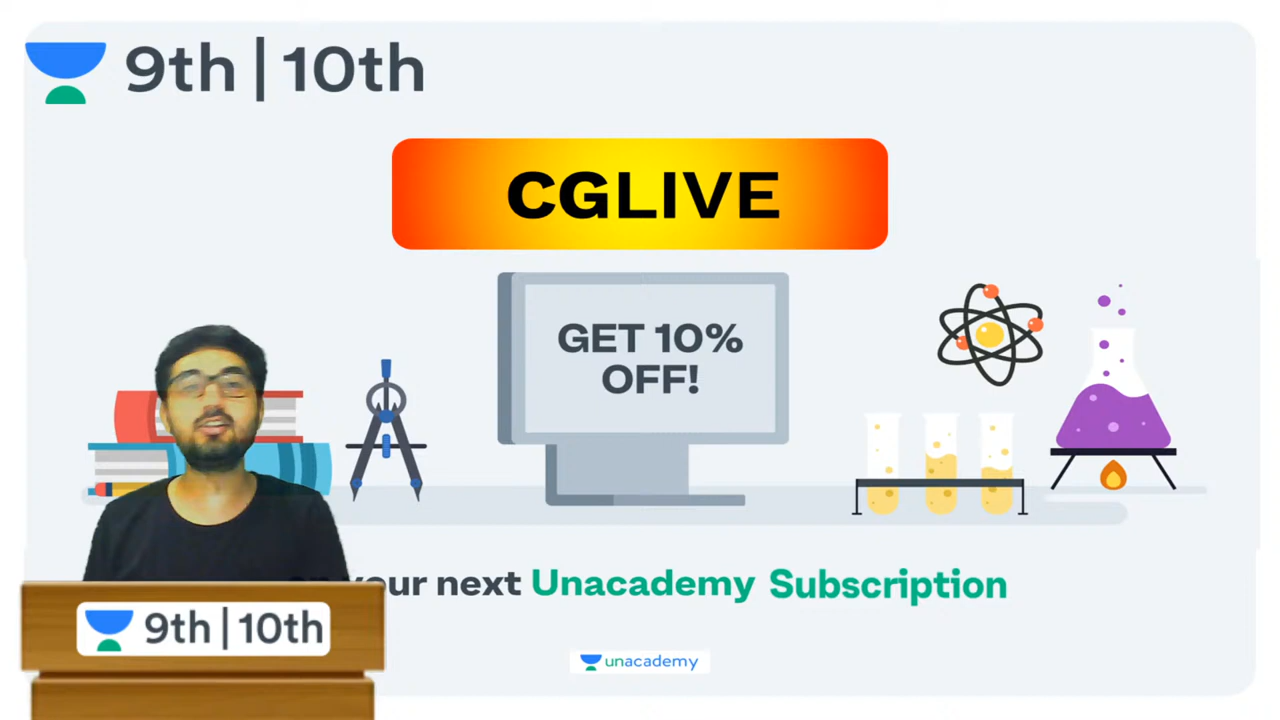 9th | 10th
CGLIVE
GET 10%
OFF!
your next Unacademy Subscription
9th | 10th
unacademy